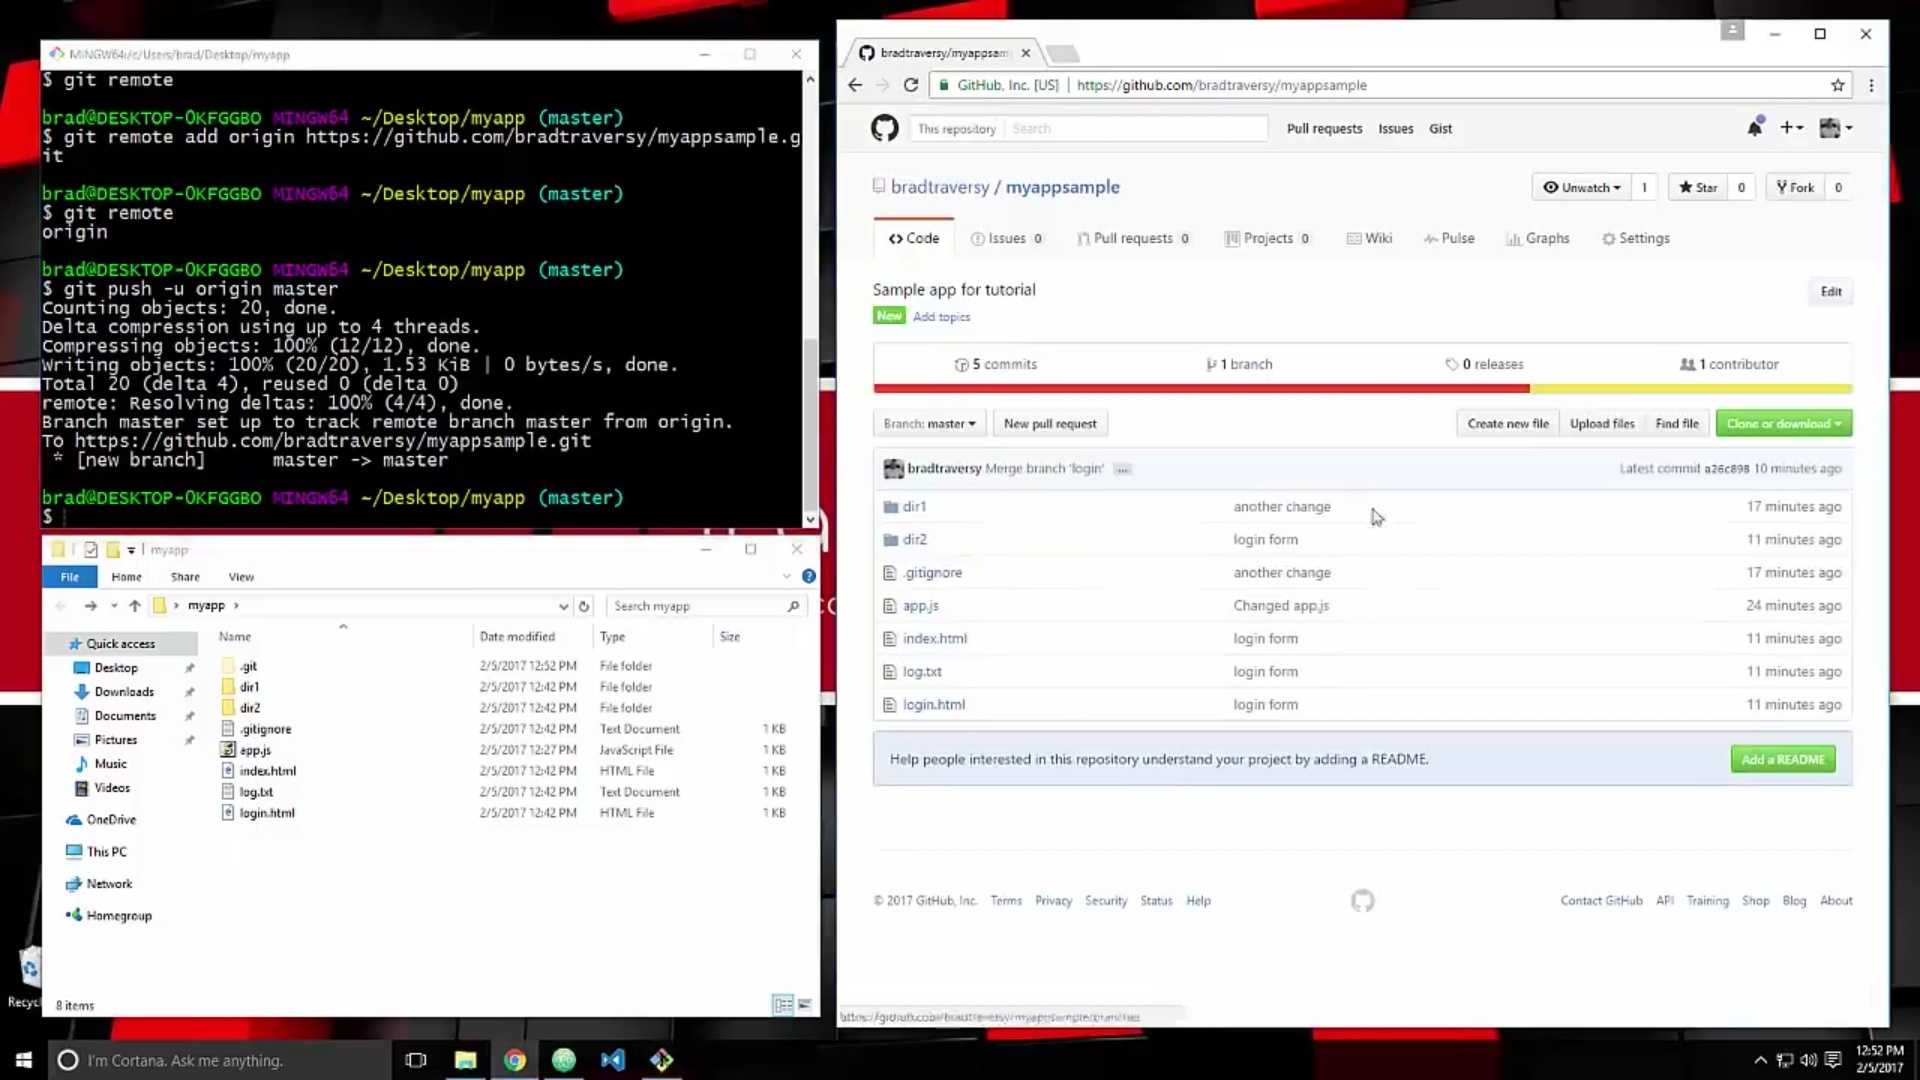 MINGW64:/c/Users/brad/Desktop/myapp
$ git remote
brad@DESKTOP-0KFGGBO MINGW64 ~/Desktop/myapp (master)
$ git remote add origin https://github.com/bradtraversy/myappsample.g
it
brad@DESKTOP-0KFGGBO MINGW64 ~/Desktop/myapp (master)
$ git remote
origin
brad@DESKTOP-0KFGGBO MINGW64 ~/Desktop/myapp (master)
$ git push -u origin master
Counting objects: 20, done.
Delta compression using up to 4 threads.
Compressing objects: 100% (12/12), done.
Writing objects: 100% (20/20), 1.53 KiB | 0 bytes/s, done.
Total 20 (delta 4), reused 0 (delta 0)
remote: Resolving deltas: 100% (4/4), done.
Branch master set up to track remote branch master from origin.
To https://github.com/bradtraversy/myappsample.git
* [new branch] master -> master
brad@DESKTOP-0KFGGBO MINGW64 ~/Desktop/myapp (master)
$
myapp
File Home Share View
myapp Search myapp
Name Date modified Type Size
Quick access
Desktop
Downloads
Documents
Pictures
Music
Videos
OneDrive
This PC
Network
Homegroup
.git 2/5/2017 12:52 PM File folder
dir1 2/5/2017 12:42 PM File folder
dir2 2/5/2017 12:42 PM File folder
.gitignore 2/5/2017 12:42 PM Text Document 1 KB
app.js 2/5/2017 12:27 PM JavaScript File 1 KB
index.html 2/5/2017 12:42 PM HTML File 1 KB
log.txt 2/5/2017 12:42 PM Text Document 1 KB
login.html 2/5/2017 12:42 PM HTML File 1 KB
8 items
bradtraversy/myappsam
GitHub, Inc. [US] | https://github.com/bradtraversy/myappsample
This repository Search Pull requests Issues Gist
bradtraversy / myappsample Unwatch 1 Star 0 Fork 0
Code Issues 0 Pull requests 0 Projects 0 Wiki Pulse Graphs Settings
Sample app for tutorial Edit
New Add topics
5 commits 1 branch 0 releases 1 contributor
Branch: master New pull request Create new file Upload files Find file Clone or download
bradtraversy Merge branch 'login' ... Latest commit a26c898 10 minutes ago
dir1 another change 17 minutes ago
dir2 login form 11 minutes ago
.gitignore another change 17 minutes ago
app.js Changed app.js 24 minutes ago
index.html login form 11 minutes ago
log.txt login form 11 minutes ago
login.html login form 11 minutes ago
Help people interested in this repository understand your project by adding a README. Add a README
© 2017 GitHub, Inc. Terms Privacy Security Status Help Contact GitHub API Training Shop Blog About
https://github.com/bradtraversy/myappsample/branches
Recyc
I'm Cortana. Ask me anything.
12:52 PM
2/5/2017